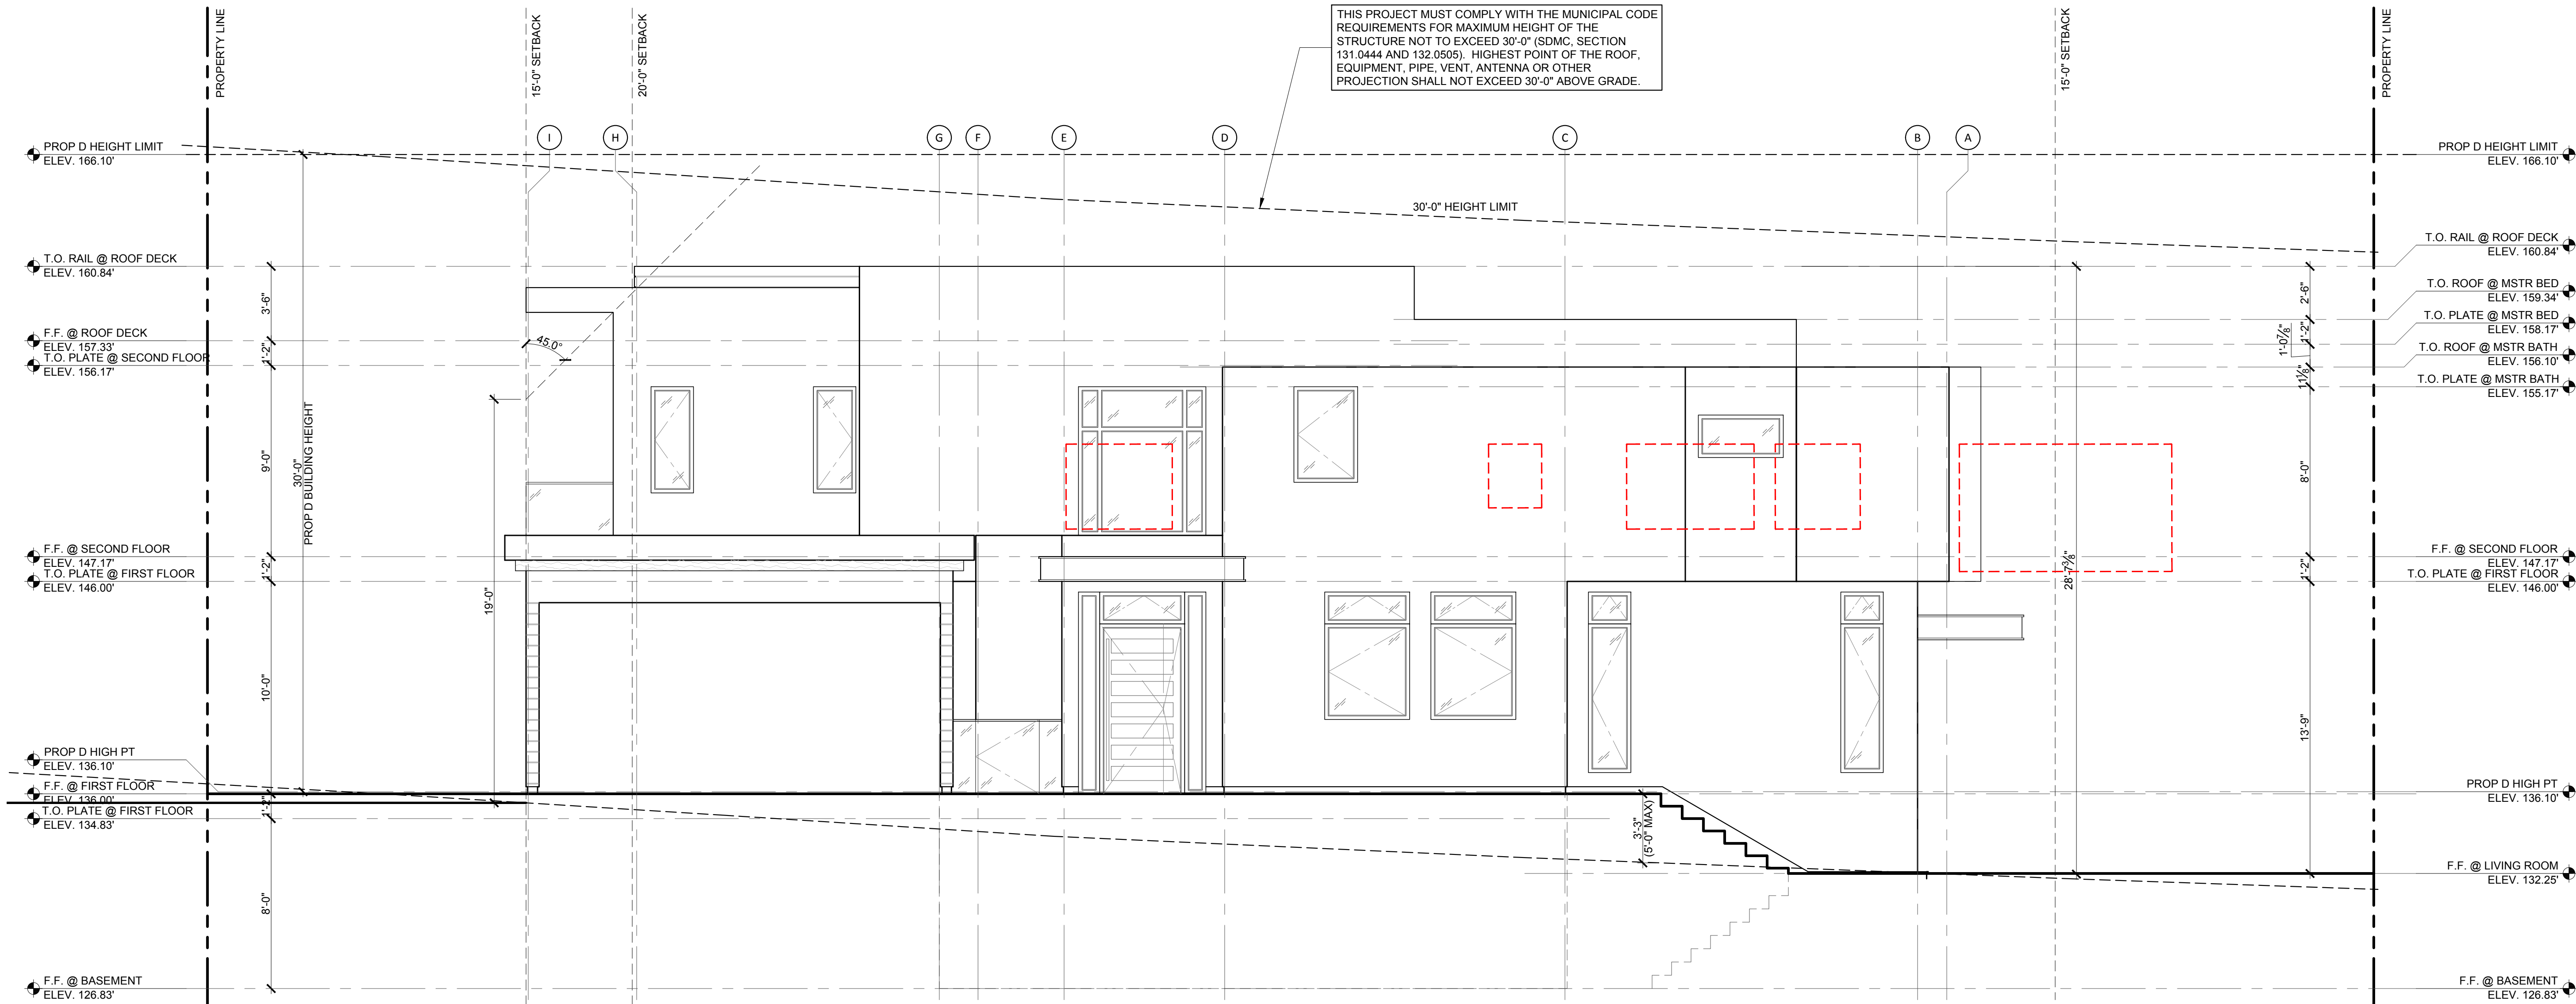 THIS PROJECT MUST COMPLY WITH THE MUNICIPAL CODE
REQUIREMENTS FOR MAXIMUM HEIGHT OF THE
STRUCTURE NOT TO EXCEED 30'-0" (SDMC, SECTION
131.0444 AND 132.0505).  HIGHEST POINT OF THE ROOF,
EQUIPMENT, PIPE, VENT, ANTENNA OR OTHER
PROJECTION SHALL NOT EXCEED 30'-0" ABOVE GRADE.
PROPERTY LINE
15'-0" SETBACK
20'-0" SETBACK
15'-0" SETBACK
PROPERTY LINE
I
H
G
F
E
D
C
B
A
30'-0" HEIGHT LIMIT
PROP D HEIGHT LIMIT
ELEV. 166.10'
T.O. RAIL @ ROOF DECK
ELEV. 160.84'
F.F. @ ROOF DECK
ELEV. 157.33'
T.O. PLATE @ SECOND FLOOR
ELEV. 156.17'
F.F. @ SECOND FLOOR
ELEV. 147.17'
T.O. PLATE @ FIRST FLOOR
ELEV. 146.00'
PROP D HIGH PT
ELEV. 136.10'
F.F. @ FIRST FLOOR
ELEV. 136.00'
T.O. PLATE @ FIRST FLOOR
ELEV. 134.83'
F.F. @ BASEMENT
ELEV. 126.83'
3'-6"
1'-2"
9'-0"
1'-2"
10'-0"
1'-2"
8'-0"
30'-0"
PROP D BUILDING HEIGHT
19'-0"
45.0°
3'-3"
(5'-0" MAX)
28'-7⅜"
2'-6"
1'-2"
1'-0⅞"
11⅛"
8'-0"
1'-2"
13'-9"
PROP D HEIGHT LIMIT
ELEV. 166.10'
T.O. RAIL @ ROOF DECK
ELEV. 160.84'
T.O. ROOF @ MSTR BED
ELEV. 159.34'
T.O. PLATE @ MSTR BED
ELEV. 158.17'
T.O. ROOF @ MSTR BATH
ELEV. 156.10'
T.O. PLATE @ MSTR BATH
ELEV. 155.17'
F.F. @ SECOND FLOOR
ELEV. 147.17'
T.O. PLATE @ FIRST FLOOR
ELEV. 146.00'
PROP D HIGH PT
ELEV. 136.10'
F.F. @ LIVING ROOM
ELEV. 132.25'
F.F. @ BASEMENT
ELEV. 126.83'